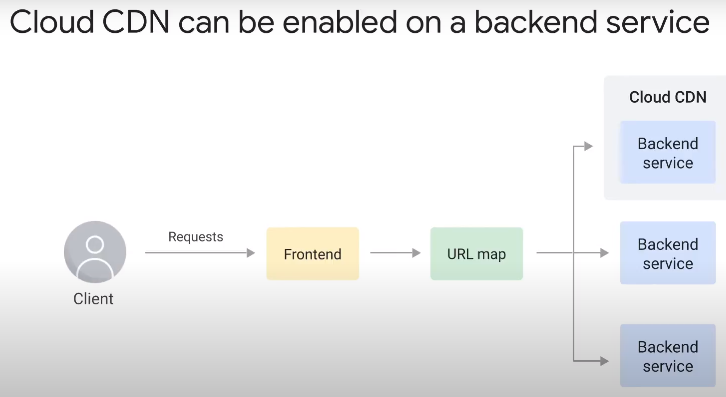 Cloud CDN can be enabled on a backend service
Cloud CDN
Backend
service
Requests
Client
Frontend
URL map
Backend
service
Backend
service